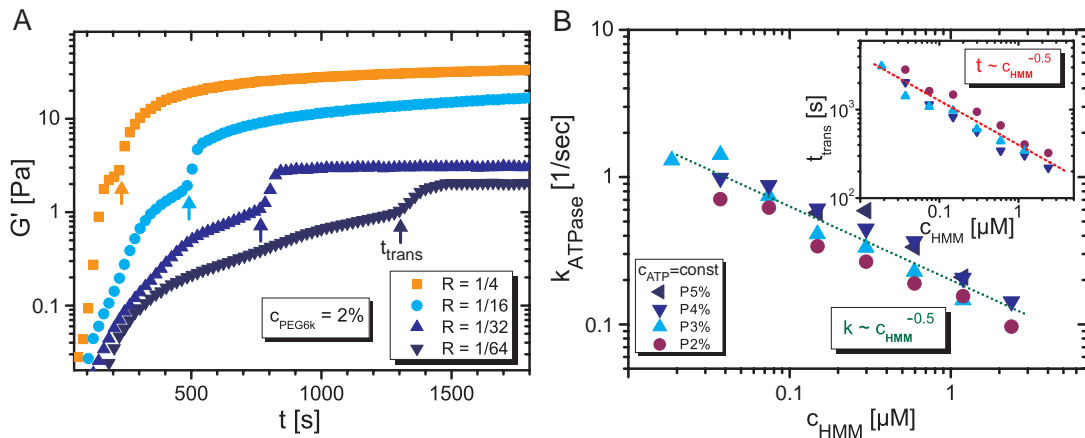 A
G' [Pa]
10
1
0.1
500
1000
1500
t [s]
t_trans
c_PEG6k = 2%
R = 1/4
R = 1/16
R = 1/32
R = 1/64
B
k_ATPase [1/sec]
1
0.1
0.1
1
c_HMM [µM]
c_ATP=const
P5%
P4%
P3%
P2%
k ~ c_HMM^-0.5
t ~ c_HMM^-0.5
t_trans [s]
10^3
10^2
0.1
1
c_HMM [µM]